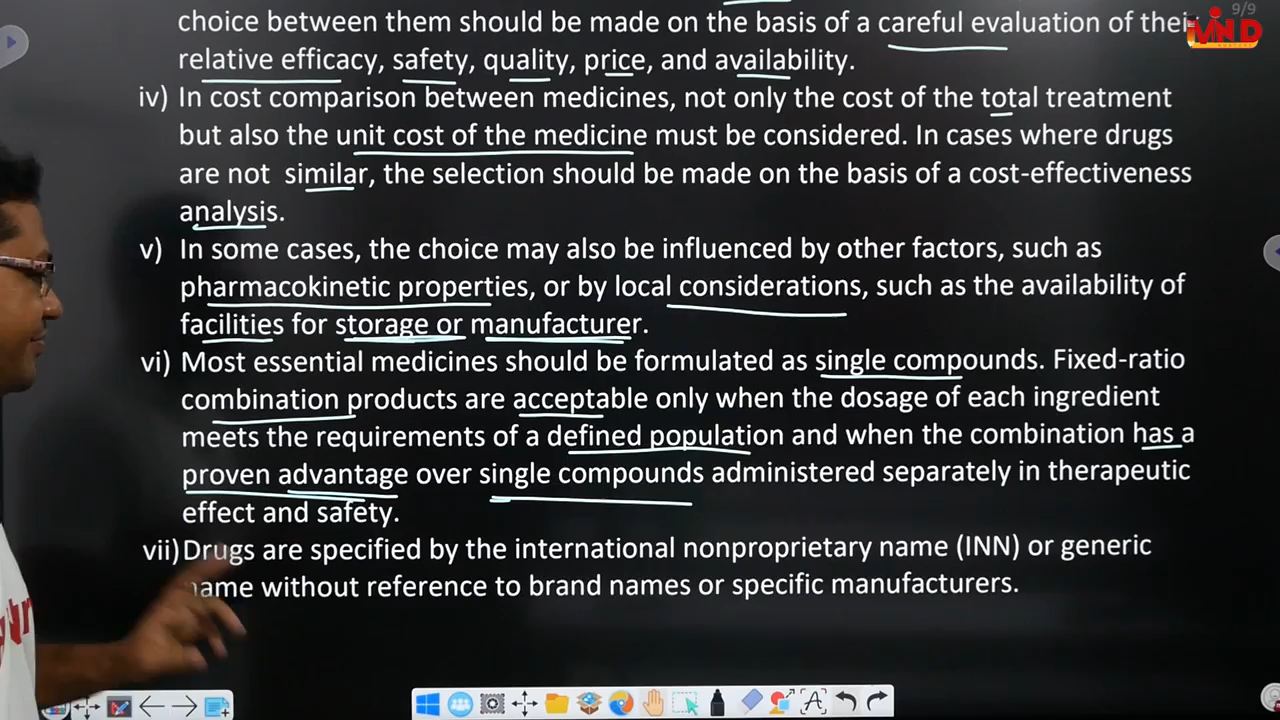 9/9
choice between them should be made on the basis of a careful evaluation of their
relative efficacy, safety, quality, price, and availability.
iv) In cost comparison between medicines, not only the cost of the total treatment
but also the unit cost of the medicine must be considered. In cases where drugs
are not similar, the selection should be made on the basis of a cost-effectiveness
analysis.
v) In some cases, the choice may also be influenced by other factors, such as
pharmacokinetic properties, or by local considerations, such as the availability of
facilities for storage or manufacturer.
vi) Most essential medicines should be formulated as single compounds. Fixed-ratio
combination products are acceptable only when the dosage of each ingredient
meets the requirements of a defined population and when the combination has a
proven advantage over single compounds administered separately in therapeutic
effect and safety.
vii) Drugs are specified by the international nonproprietary name (INN) or generic
name without reference to brand names or specific manufacturers.